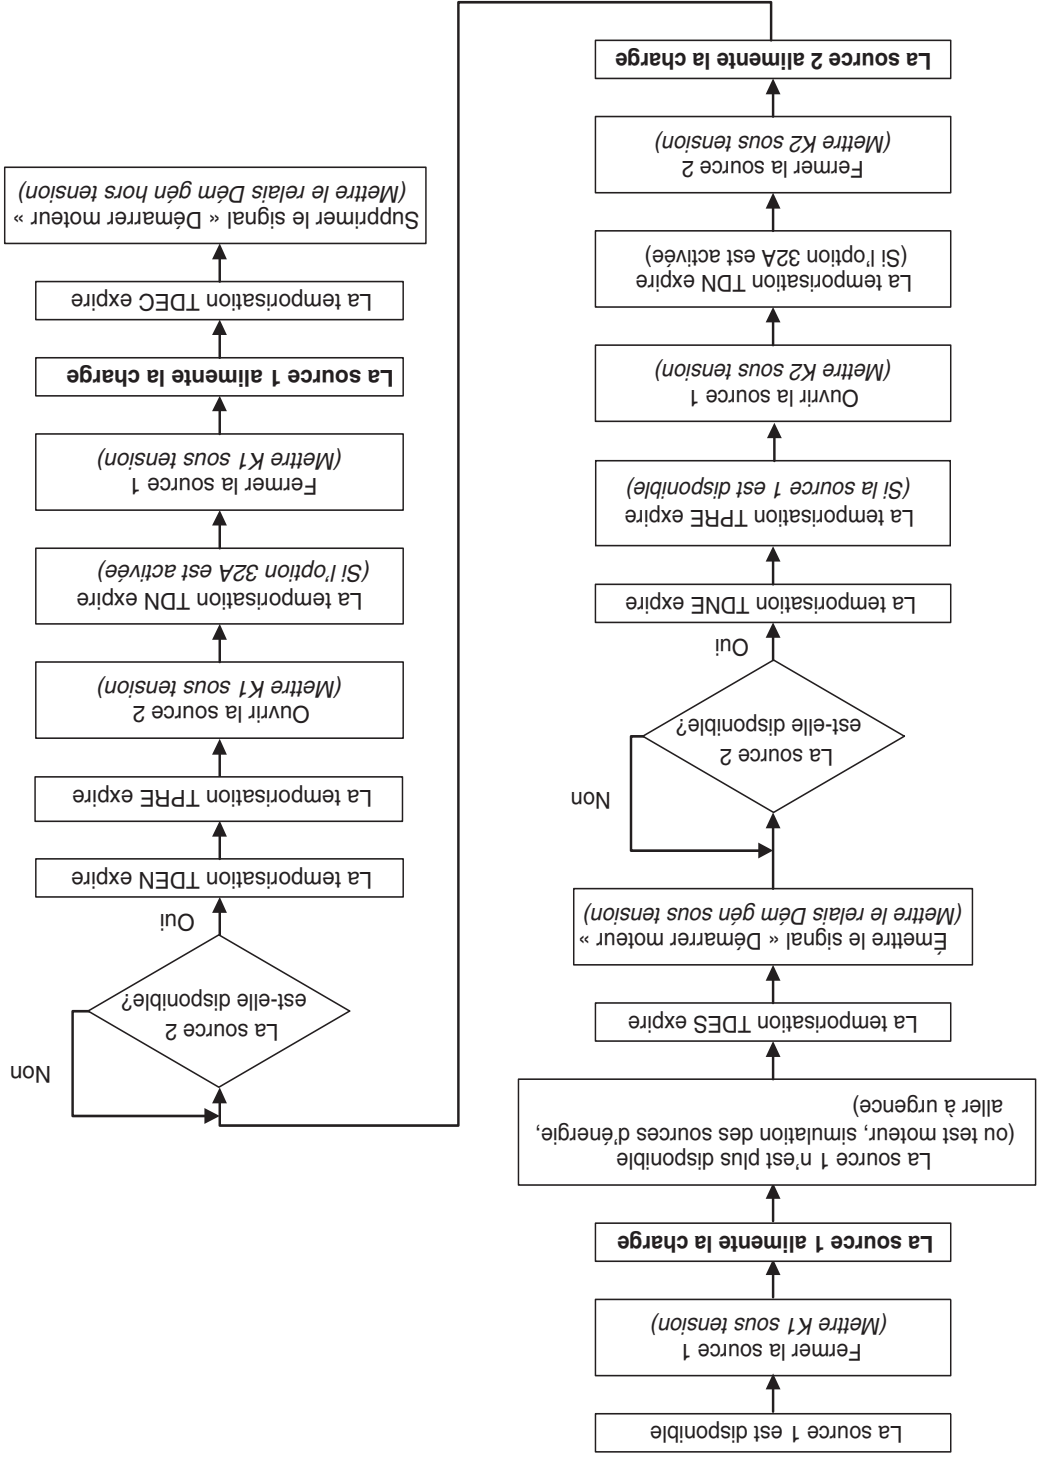 La source 1 est disponible
Fermer la source 1
(Mettre K1 sous tension)
La source 1 alimente la charge
La source 1 n'est plus disponible
(ou test moteur, simulation des sources d'énergie,
aller à urgence)
La temporisation TDES expire
Émettre le signal « Démarrer moteur »
(Mettre le relais Dém gén sous tension)
La source 2
est-elle disponible?
Non
Oui
La temporisation TDNE expire
La temporisation TPRE expire
(Si la source 1 est disponible)
Ouvrir la source 1
(Mettre K2 sous tension)
La temporisation TDN expire
(Si l'option 32A est activée)
Fermer la source 2
(Mettre K2 sous tension)
La source 2 alimente la charge
La source 2
est-elle disponible?
Non
Oui
La temporisation TDEN expire
La temporisation TPRE expire
Ouvrir la source 2
(Mettre K1 sous tension)
La temporisation TDN expire
(Si l'option 32A est activée)
Fermer la source 1
(Mettre K1 sous tension)
La source 1 alimente la charge
La temporisation TDEC expire
Supprimer le signal « Démarrer moteur »
(Mettre le relais Dém gén hors tension)